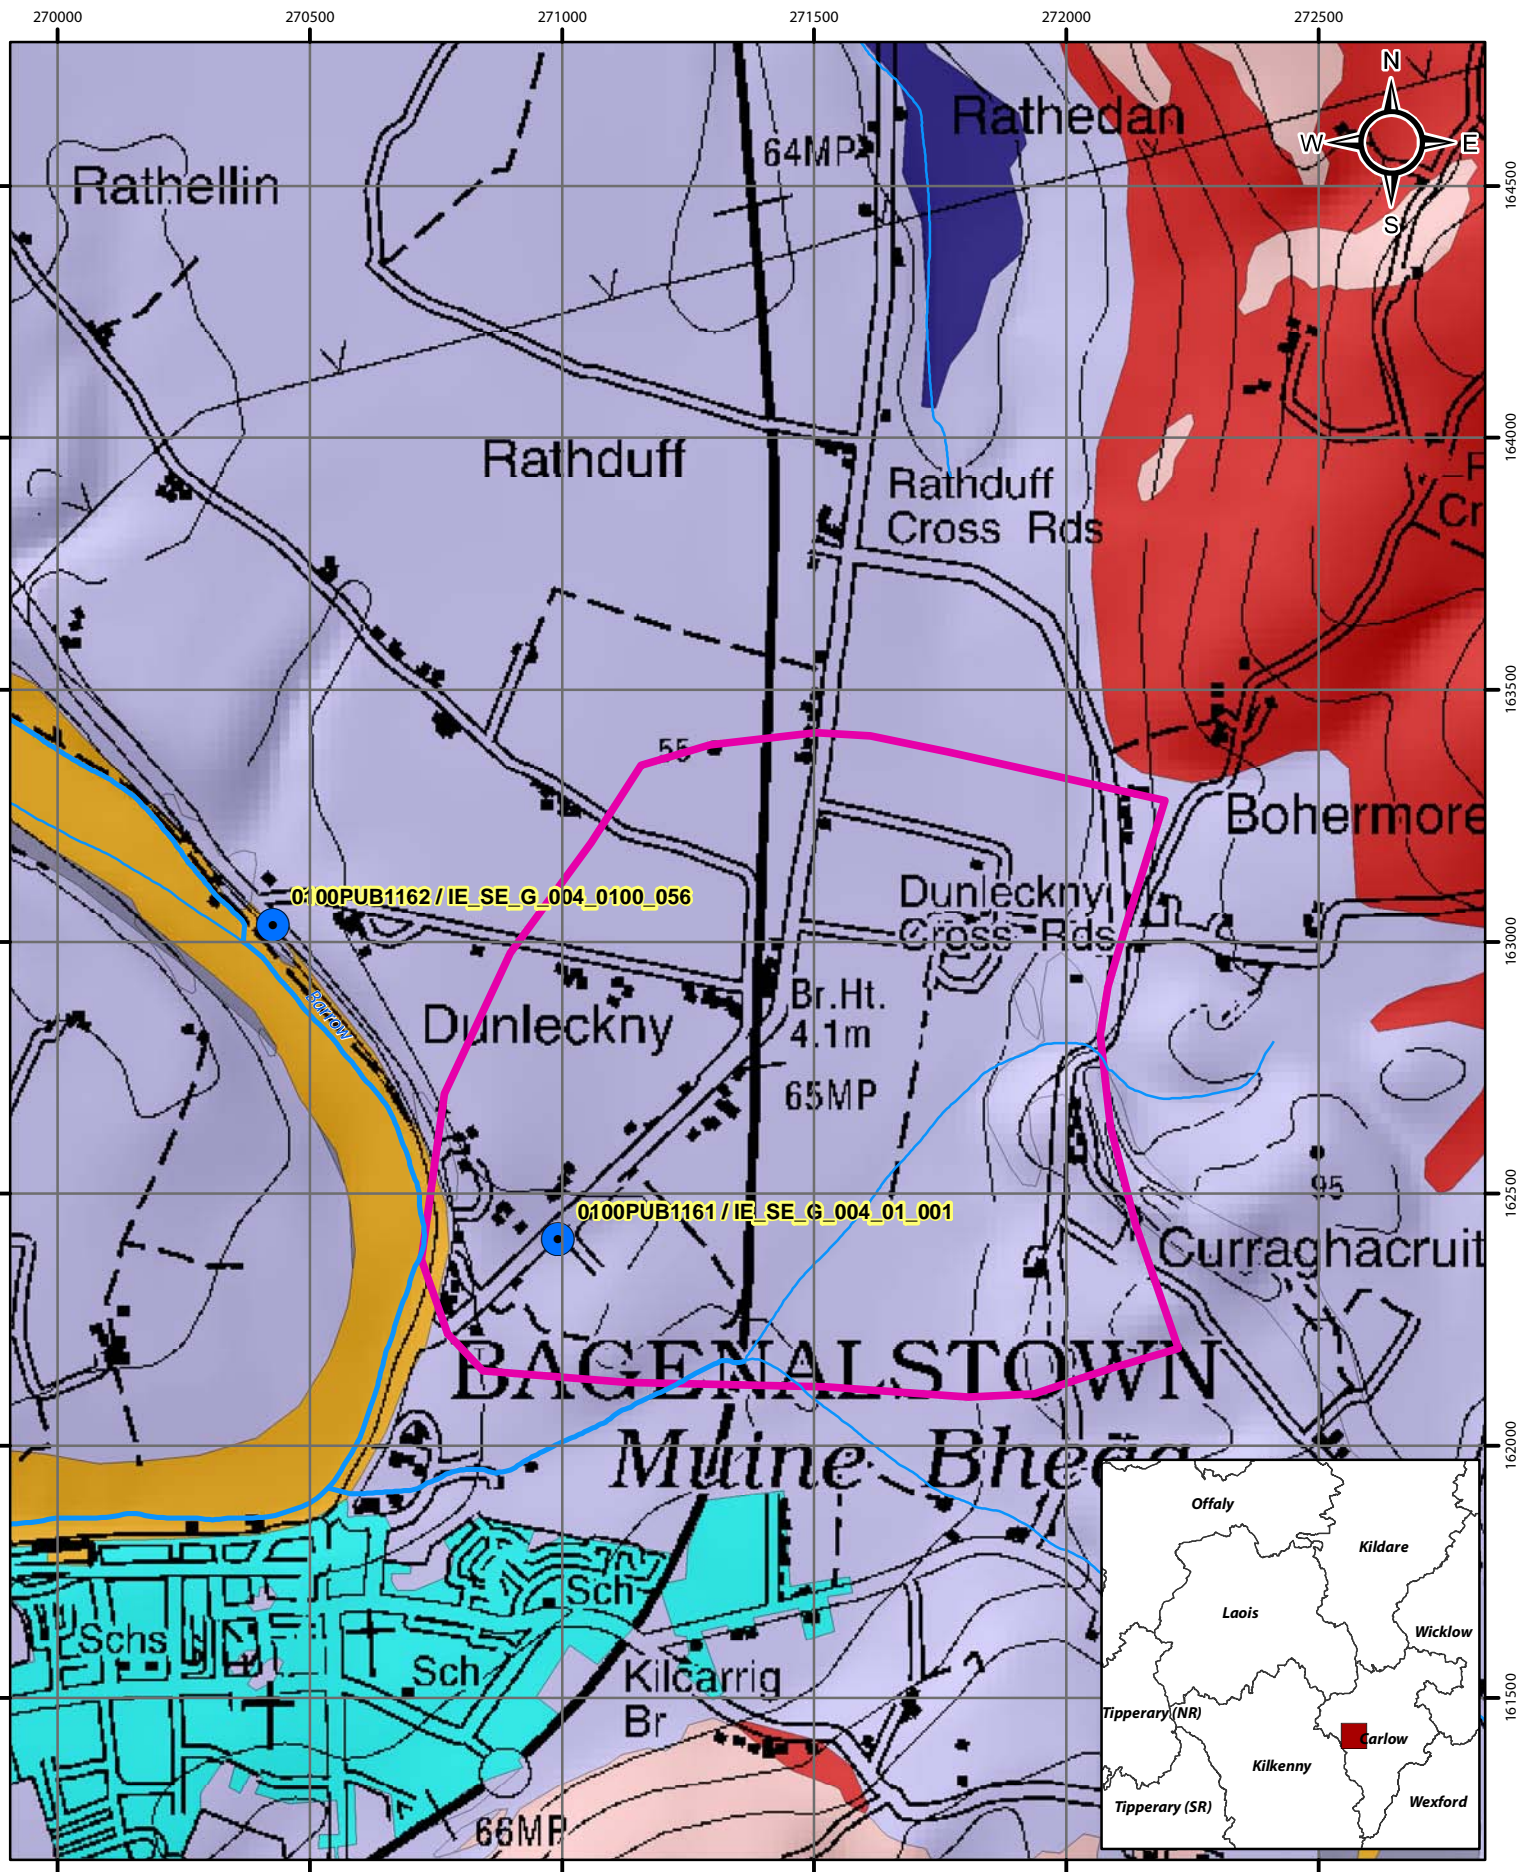 270000 270500 271000 271500 272000 272500
N
W E
S
Rathedan
64MP
Rathellin
164500
164000
Rathduff
Rathduff
Cross Rds
Cr
163500
55
Bohermore
0100PUB1162 / IE_SE_G_004_0100_056
Dunleckny
Cross Rds
163000
Barrow
Dunleckny
Br.Ht.
4.1m
65MP
95
162500
0100PUB1161 / IE_SE_G_004_01_001
Curraghacruit
BAGENALSTOWN
Muine Bheag
162000
Sch
Schs
Sch
Kilcarrig
Br
161500
66MP
Offaly
Kildare
Laois
Wicklow
Tipperary (NR)
Carlow
Kilkenny
Tipperary (SR)
Wexford